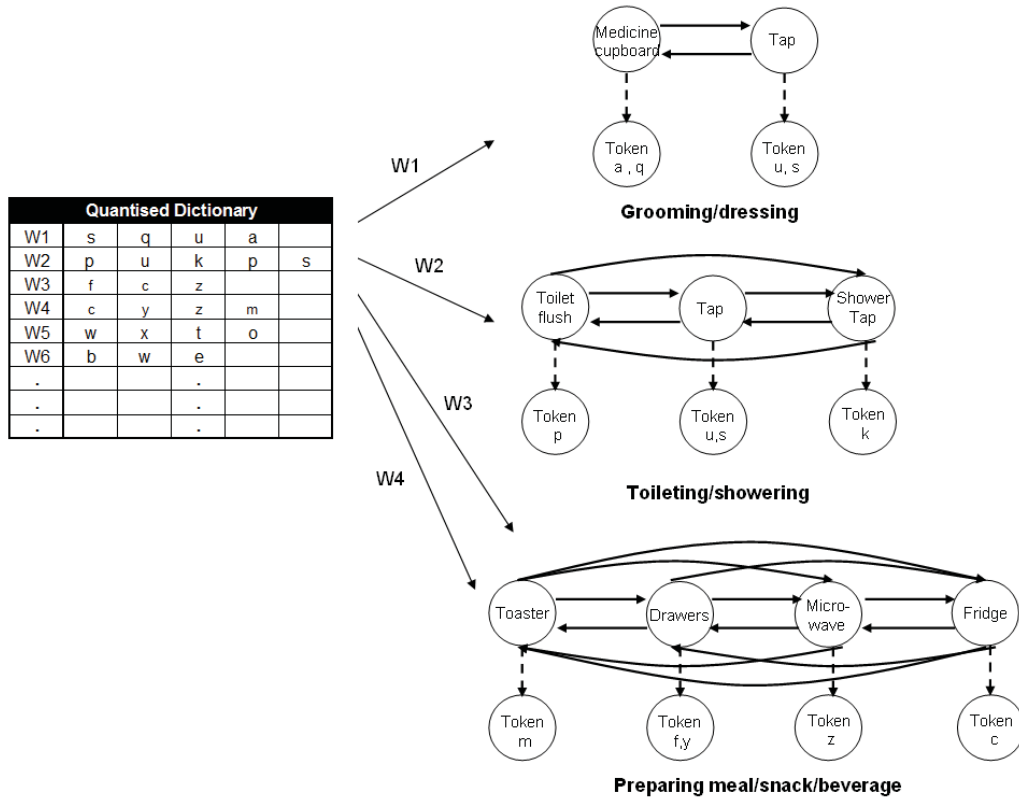 Medicine
cupboard
Tap
Token
a , q
Token
u, s
Grooming/dressing
W1
Quantised Dictionary
W1 s q u a
W2 p u k p s
W3 f c z
W4 c y z m
W5 w x t o
W6 b w e
. .
. .
. .
W2
Toilet
flush
Tap
Shower
Tap
Token
p
Token
u,s
Token
k
Toileting/showering
W3
W4
Toaster
Drawers
Micro-
wave
Fridge
Token
m
Token
f,y
Token
z
Token
c
Preparing meal/snack/beverage